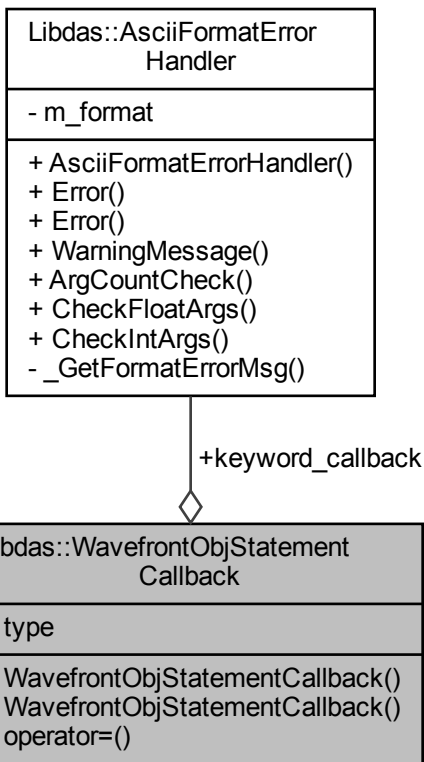 Libdas::AsciiFormatError
Handler
- m_format
+ AsciiFormatErrorHandler()
+ Error()
+ Error()
+ WarningMessage()
+ ArgCountCheck()
+ CheckFloatArgs()
+ CheckIntArgs()
- _GetFormatErrorMsg()
+keyword_callback
bdas::WavefrontObjStatement
Callback
type
WavefrontObjStatementCallback()
WavefrontObjStatementCallback()
operator=()